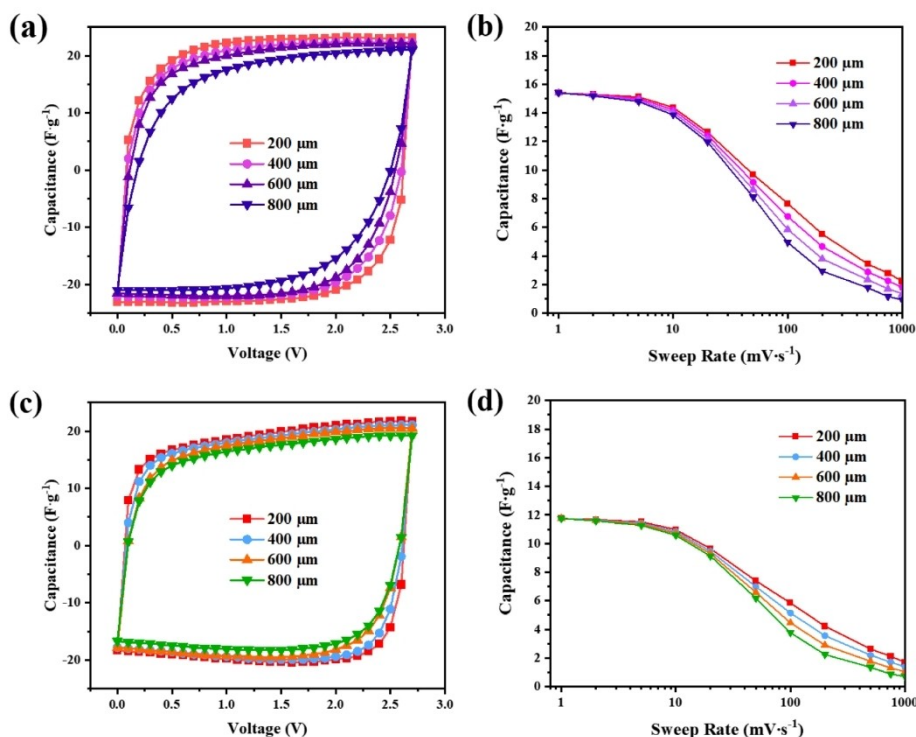 (a)
Capacitance (F·g⁻¹)
20
10
0
-10
-20
200 µm
400 µm
600 µm
800 µm
0.0 0.5 1.0 1.5 2.0 2.5 3.0
Voltage (V)
(b)
Capacitance (F·g⁻¹)
20
18
16
14
12
10
8
6
4
2
0
200 µm
400 µm
600 µm
800 µm
1 10 100 1000
Sweep Rate (mV·s⁻¹)
(c)
Capacitance (F·g⁻¹)
20
10
0
-10
-20
200 µm
400 µm
600 µm
800 µm
0.0 0.5 1.0 1.5 2.0 2.5 3.0
Voltage (V)
(d)
Capacitance (F·g⁻¹)
20
18
16
14
12
10
8
6
4
2
0
200 µm
400 µm
600 µm
800 µm
1 10 100 1000
Sweep Rate (mV·s⁻¹)